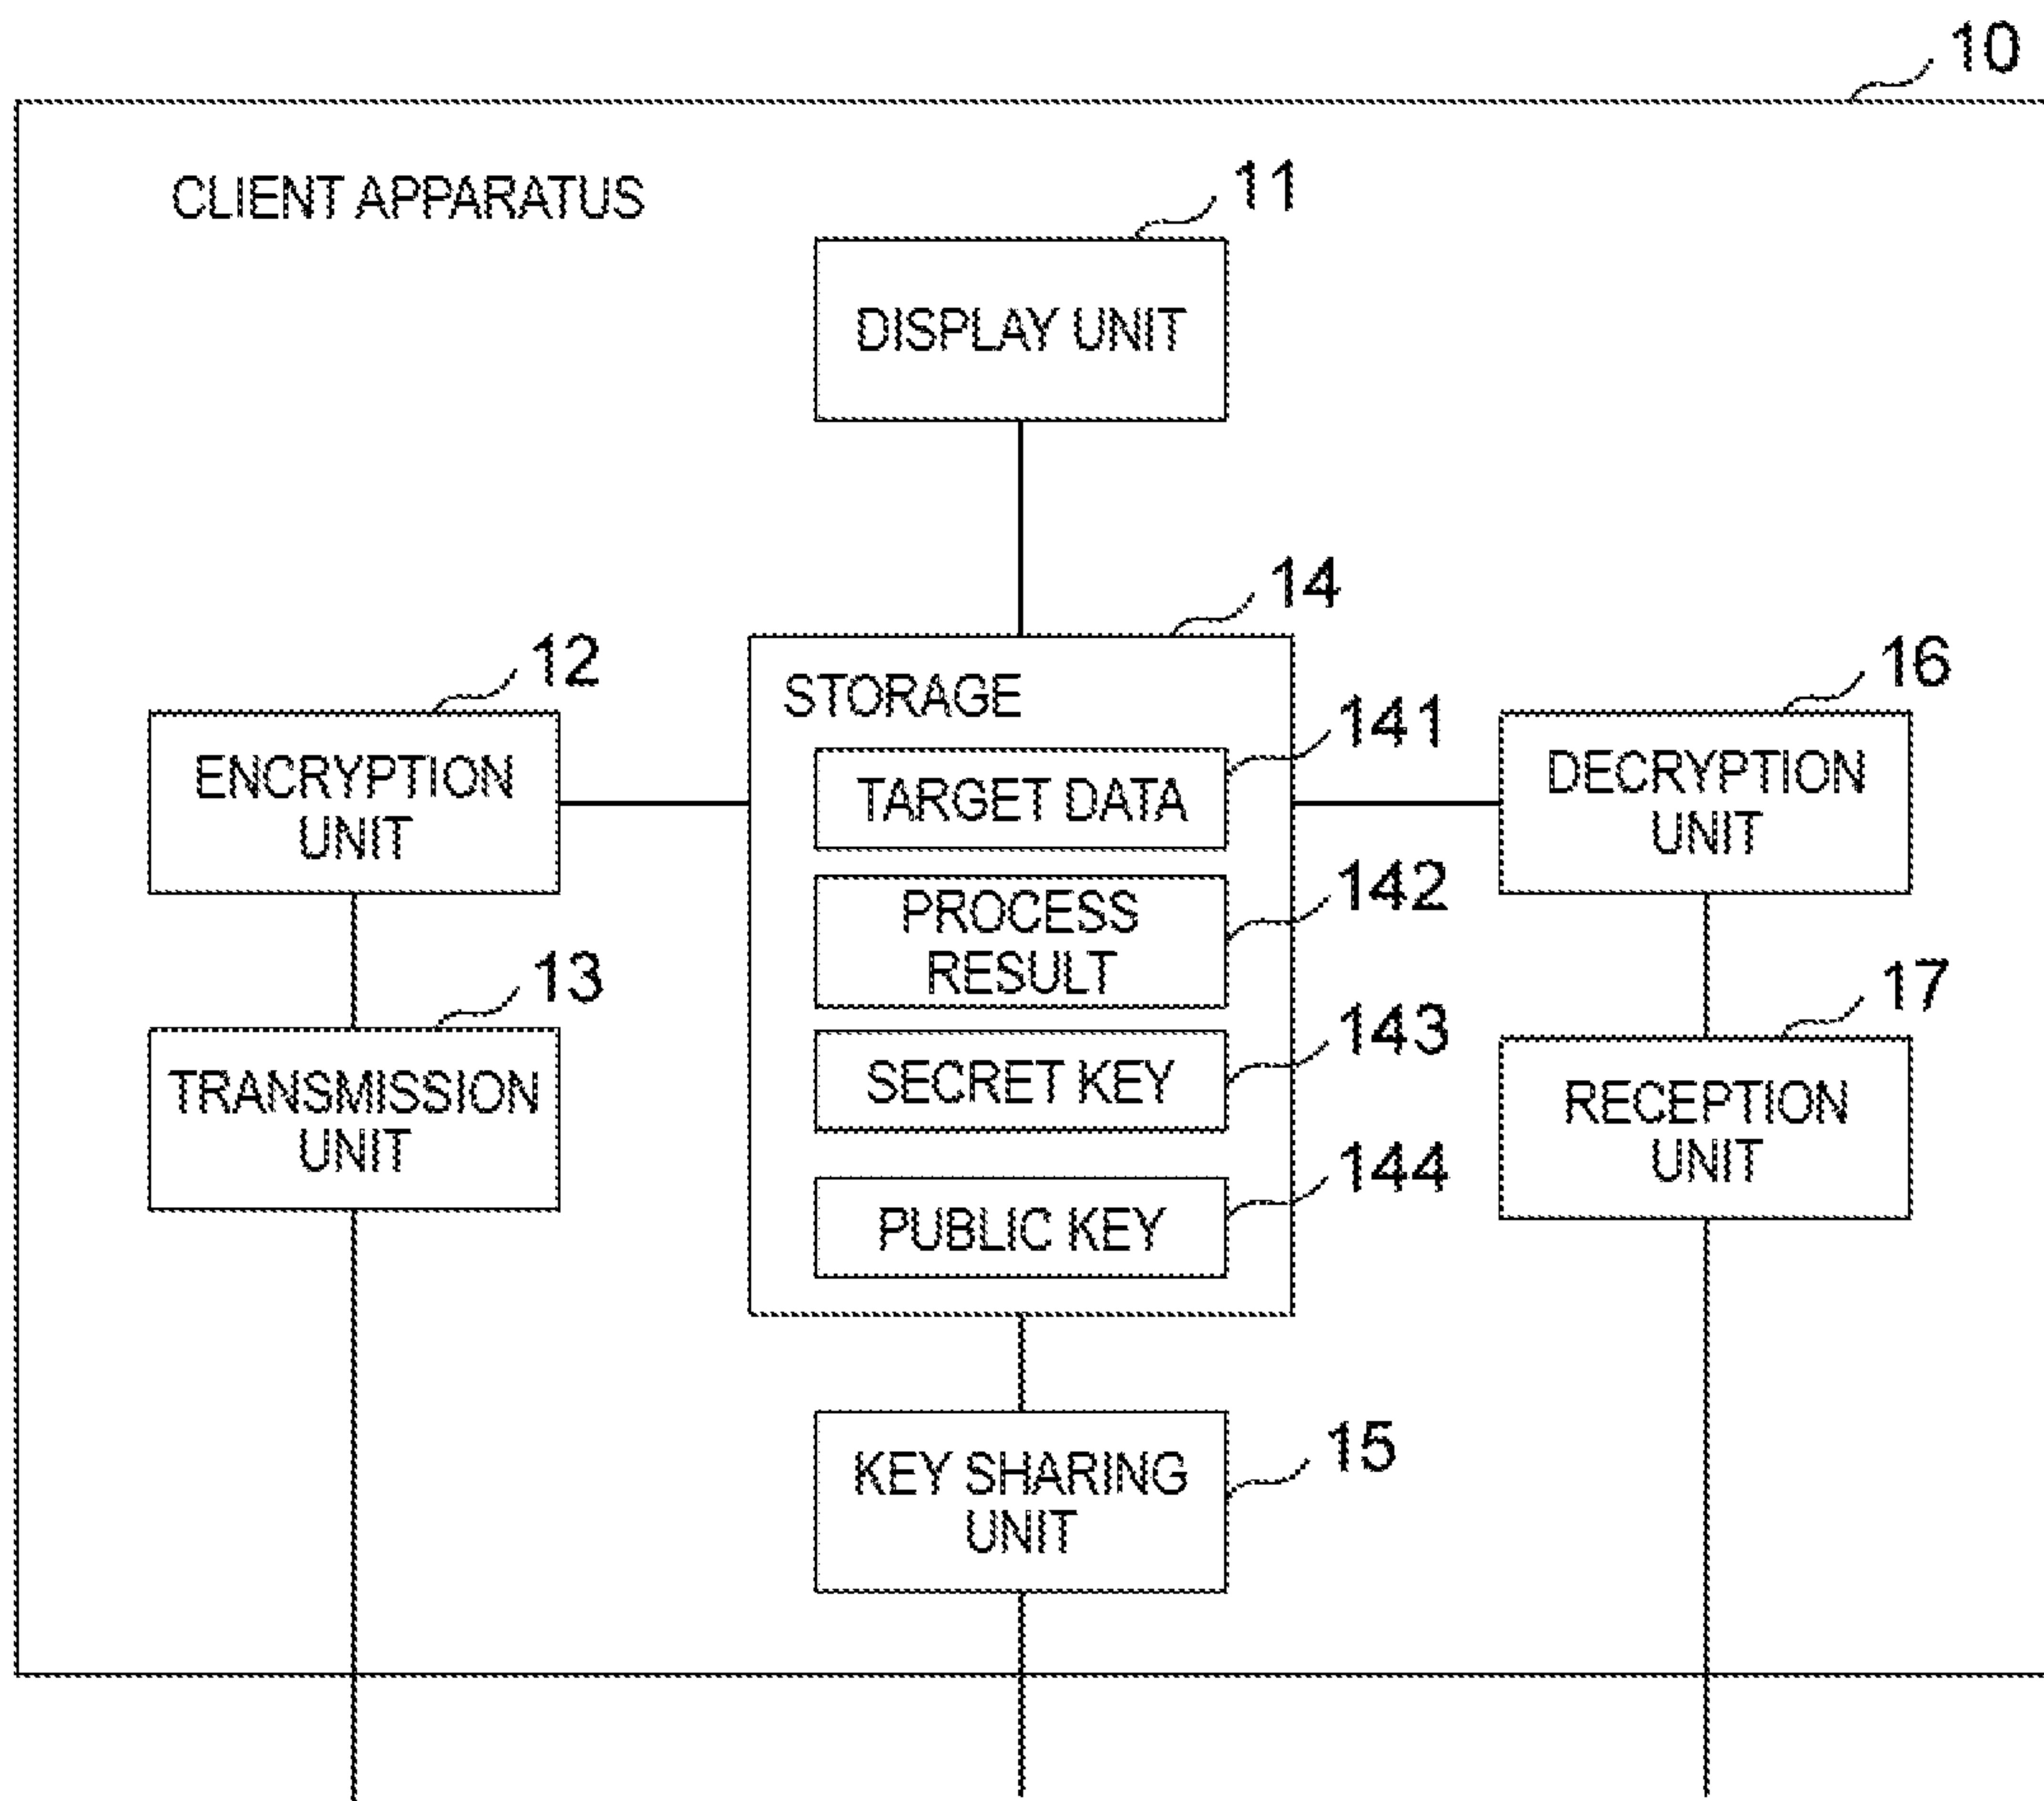 10
CLIENT APPARATUS
11
DISPLAY UNIT
14
12
16
STORAGE
141
ENCRYPTION
UNIT
TARGET DATA
DECRYPTION
UNIT
142
PROCESS
RESULT
13
17
143
TRANSMISSION
UNIT
SECRET KEY
RECEPTION
UNIT
144
PUBLIC KEY
15
KEY SHARING
UNIT